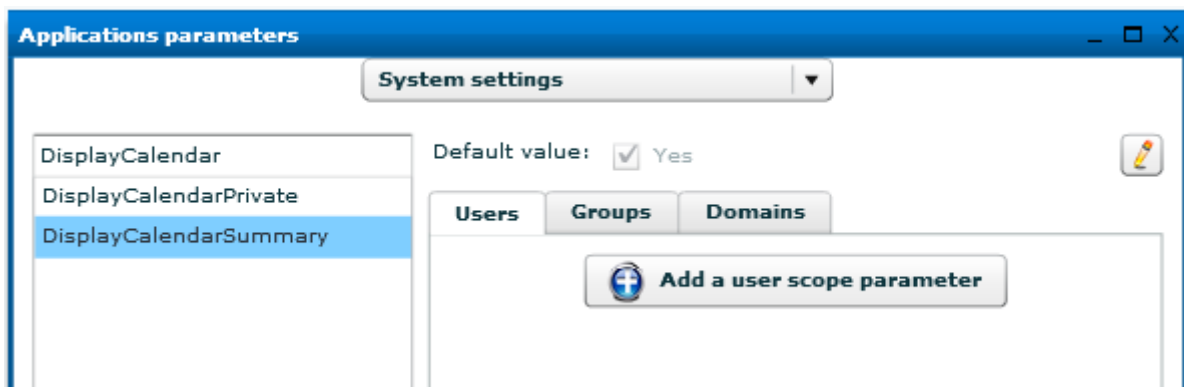 Applications parameters
System settings
DisplayCalendar
DisplayCalendarPrivate
DisplayCalendarSummary
Default value: Yes
Users Groups Domains
Add a user scope parameter